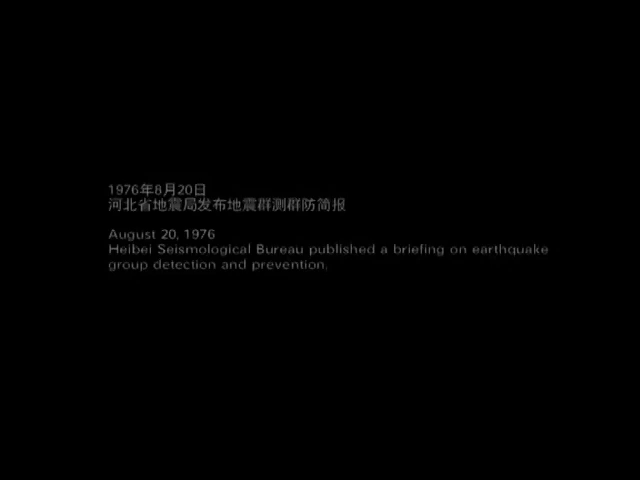 1976年8月20日
河北省地震局发布地震群测群防简报
August 20, 1976
Heibei Seismological Bureau published a briefing on earthquake
group detection and prevention.